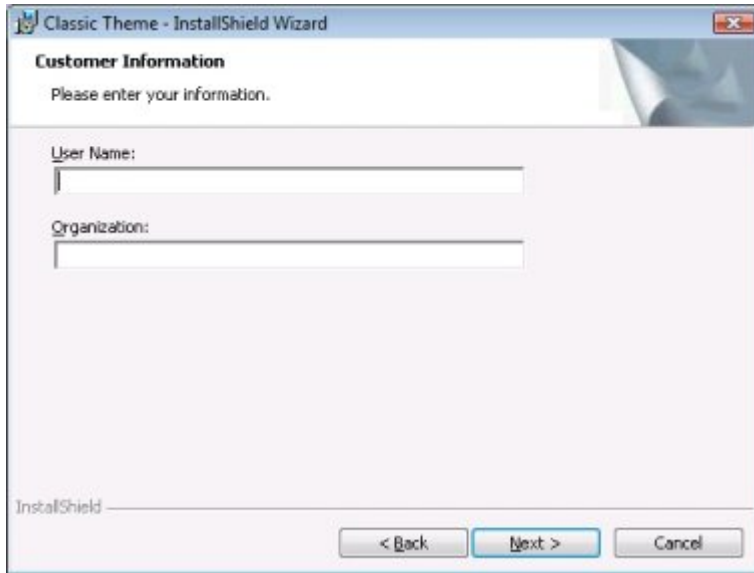 Classic Theme - InstallShield Wizard
Customer Information
Please enter your information.
User Name:
Organization:
InstallShield
< Back Next > Cancel